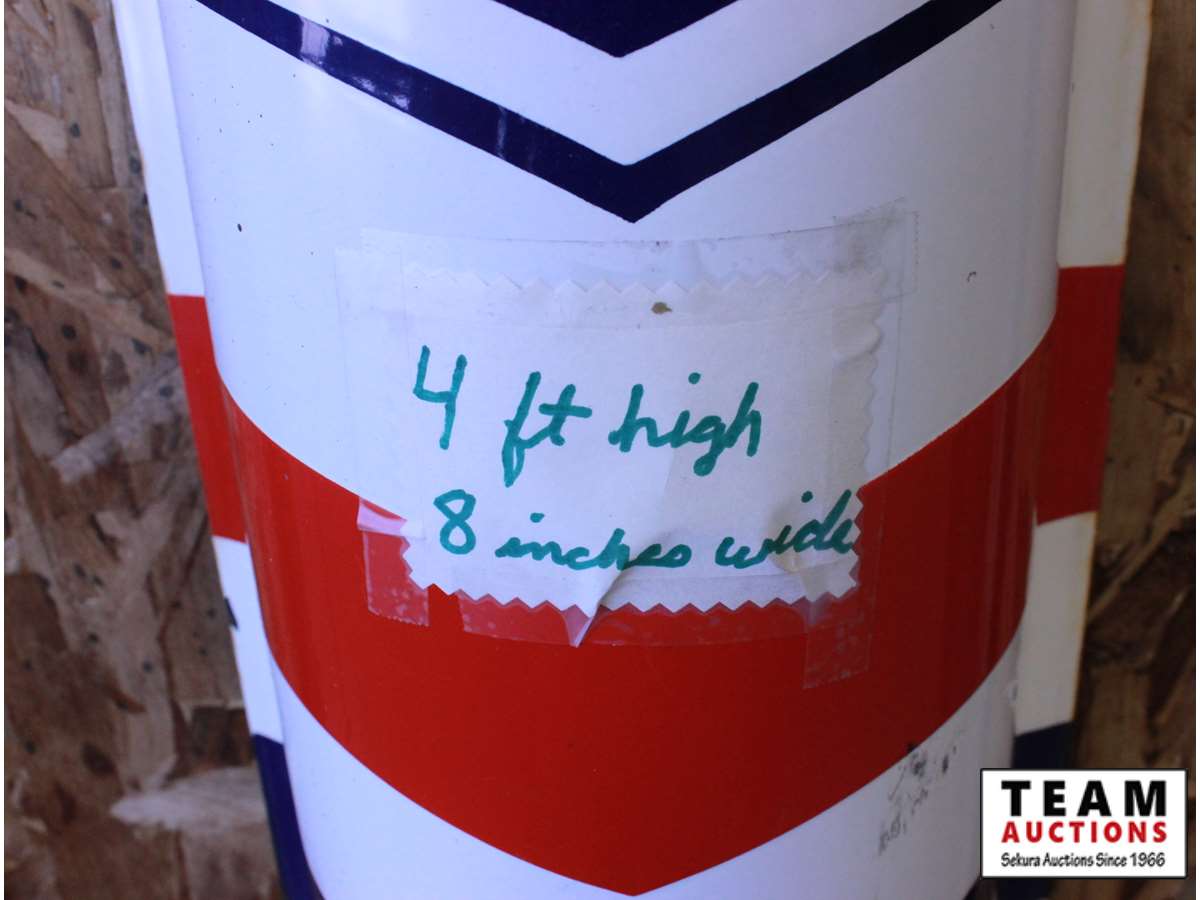 4 ft high
8 inches wide
TEAM
AUCTIONS
Sekura Auctions Since 1966